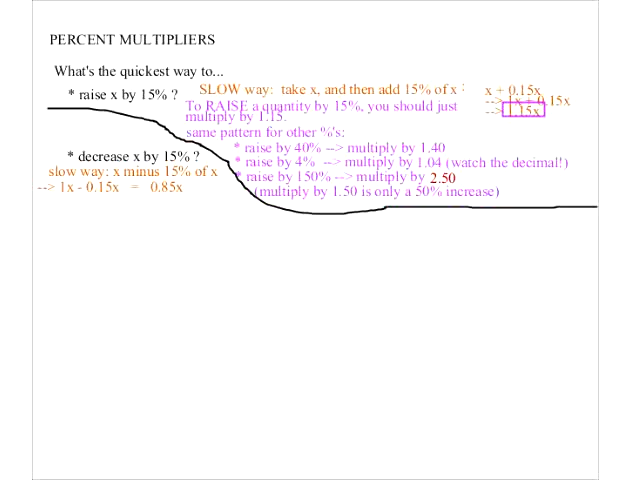 PERCENT MULTIPLIERS
What's the quickest way to...
* raise x by 15% ?
SLOW way: take x, and then add 15% of x :
x + 0.15x
--> 1x + 0.15x
--> 1.15x
To RAISE a quantity by 15%, you should just
multiply by 1.15.
same pattern for other %'s:
* raise by 40% --> multiply by 1.40
* raise by 4% --> multiply by 1.04 (watch the decimal!)
* raise by 150% --> multiply by 2.50
(multiply by 1.50 is only a 50% increase)
* decrease x by 15% ?
slow way: x minus 15% of x
--> 1x - 0.15x = 0.85x